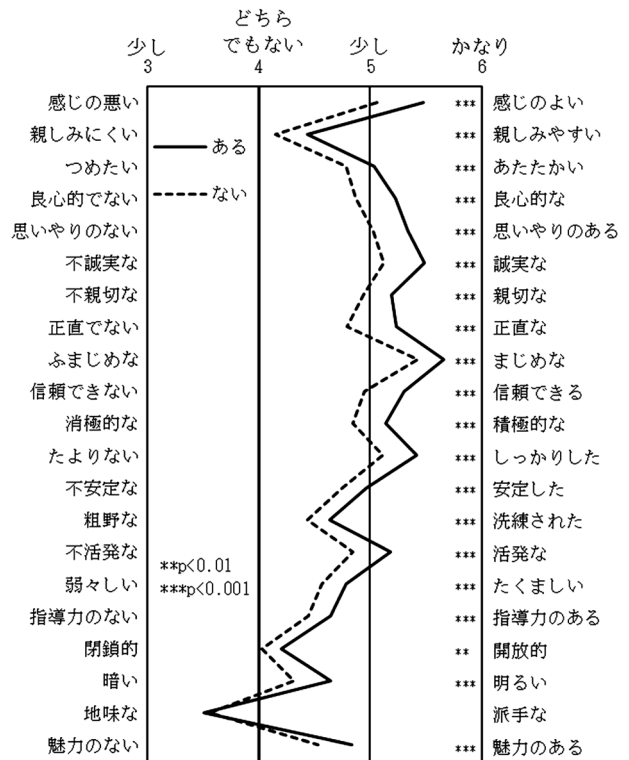 どちら
少し でもない 少し かなり
3 4 5 6
感じの悪い *** 感じのよい
親しみにくい *** 親しみやすい
ある
つめたい *** あたたかい
良心的でない ない *** 良心的な
思いやりのない *** 思いやりのある
不誠実な *** 誠実な
不親切な *** 親切な
正直でない *** 正直な
ふまじめな *** まじめな
信頼できない *** 信頼できる
消極的な *** 積極的な
たよりない *** しっかりした
不安定な *** 安定した
粗野な *** 洗練された
不活発な *** 活発な
**p<0.01
弱々しい ***p<0.001 *** たくましい
指導力のない *** 指導力のある
閉鎖的 ** 開放的
暗い *** 明るい
地味な 派手な
魅力のない *** 魅力のある